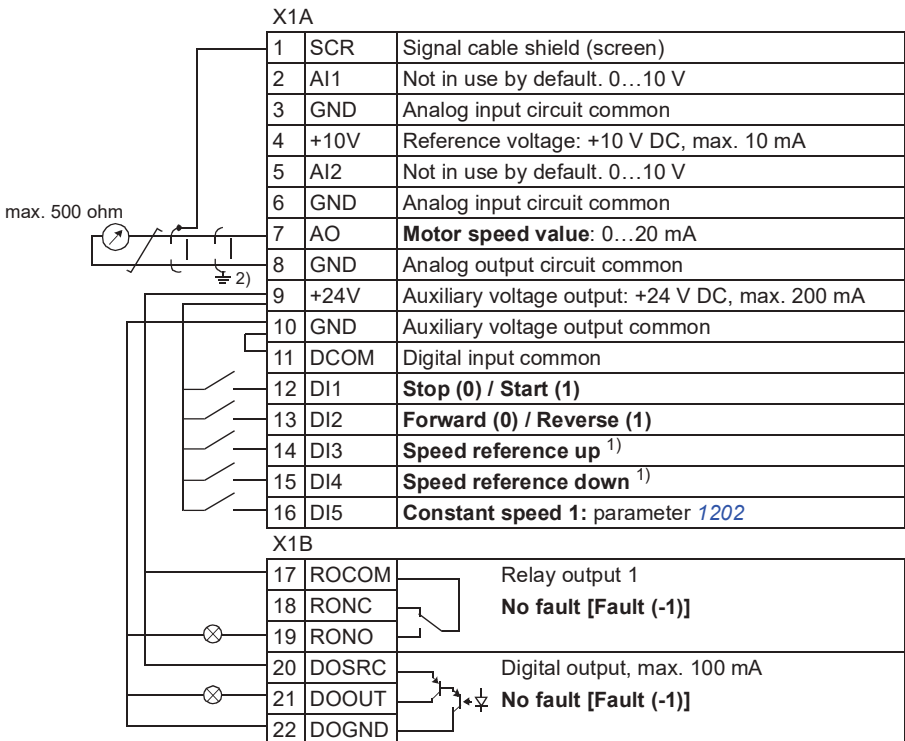 X1A
1 SCR Signal cable shield (screen)
2 AI1 Not in use by default. 0…10 V
3 GND Analog input circuit common
4 +10V Reference voltage: +10 V DC, max. 10 mA
5 AI2 Not in use by default. 0…10 V
6 GND Analog input circuit common
max. 500 ohm
7 AO Motor speed value: 0…20 mA
8 GND Analog output circuit common
2)
9 +24V Auxiliary voltage output: +24 V DC, max. 200 mA
10 GND Auxiliary voltage output common
11 DCOM Digital input common
12 DI1 Stop (0) / Start (1)
13 DI2 Forward (0) / Reverse (1)
14 DI3 Speed reference up 1)
15 DI4 Speed reference down 1)
16 DI5 Constant speed 1: parameter 1202
X1B
17 ROCOM Relay output 1
18 RONC No fault [Fault (-1)]
19 RONO
20 DOSRC Digital output, max. 100 mA
21 DOOUT No fault [Fault (-1)]
22 DOGND